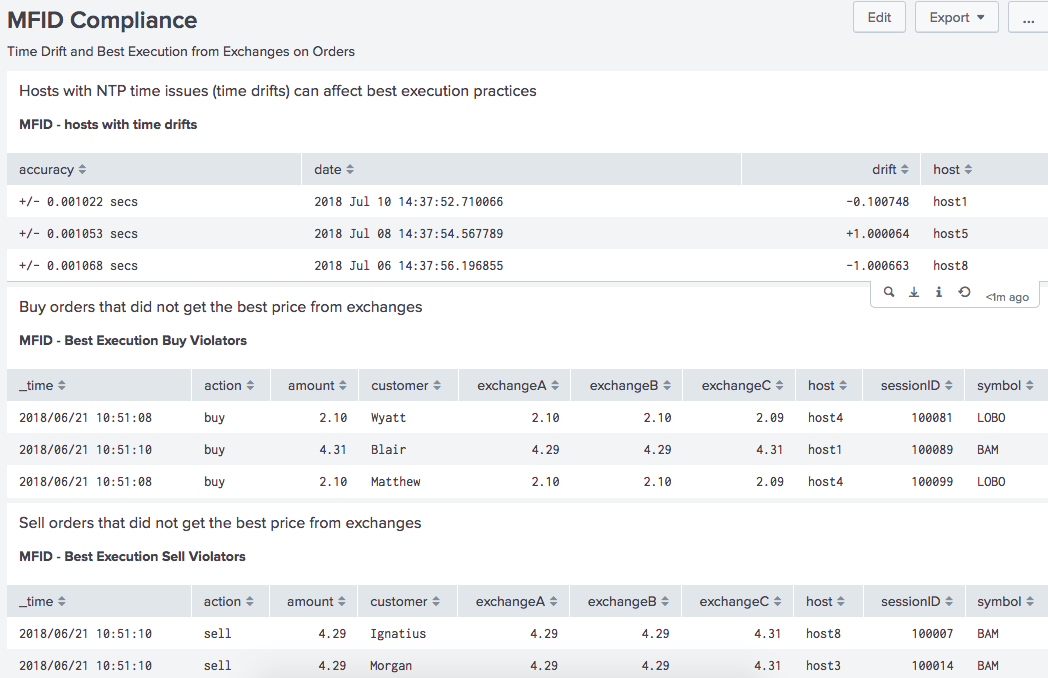 MFID Compliance
Edit
Export
...
Time Drift and Best Execution from Exchanges on Orders
Hosts with NTP time issues (time drifts) can affect best execution practices
MFID - hosts with time drifts
accuracy date drift host
+/- 0.001022 secs 2018 Jul 10 14:37:52.710066 -0.100748 host1
+/- 0.001053 secs 2018 Jul 08 14:37:54.567789 +1.000064 host5
+/- 0.001068 secs 2018 Jul 06 14:37:56.196855 -1.000663 host8
<1m ago
Buy orders that did not get the best price from exchanges
MFID - Best Execution Buy Violators
_time action amount customer exchangeA exchangeB exchangeC host sessionID symbol
2018/06/21 10:51:08 buy 2.10 Wyatt 2.10 2.10 2.09 host4 100081 LOBO
2018/06/21 10:51:10 buy 4.31 Blair 4.29 4.29 4.31 host1 100089 BAM
2018/06/21 10:51:08 buy 2.10 Matthew 2.10 2.10 2.09 host4 100099 LOBO
Sell orders that did not get the best price from exchanges
MFID - Best Execution Sell Violators
_time action amount customer exchangeA exchangeB exchangeC host sessionID symbol
2018/06/21 10:51:10 sell 4.29 Ignatius 4.29 4.29 4.31 host8 100007 BAM
2018/06/21 10:51:10 sell 4.29 Morgan 4.29 4.29 4.31 host3 100014 BAM